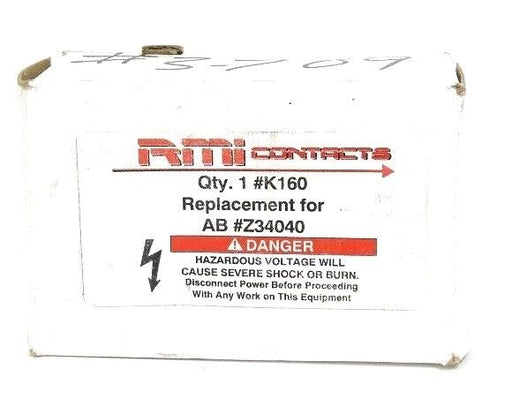 #3-709
RMI CONTACTS
Qty. 1 #K160
Replacement for
AB #Z34040
DANGER
HAZARDOUS VOLTAGE WILL
CAUSE SEVERE SHOCK OR BURN.
Disconnect Power Before Proceeding
With Any Work on This Equipment